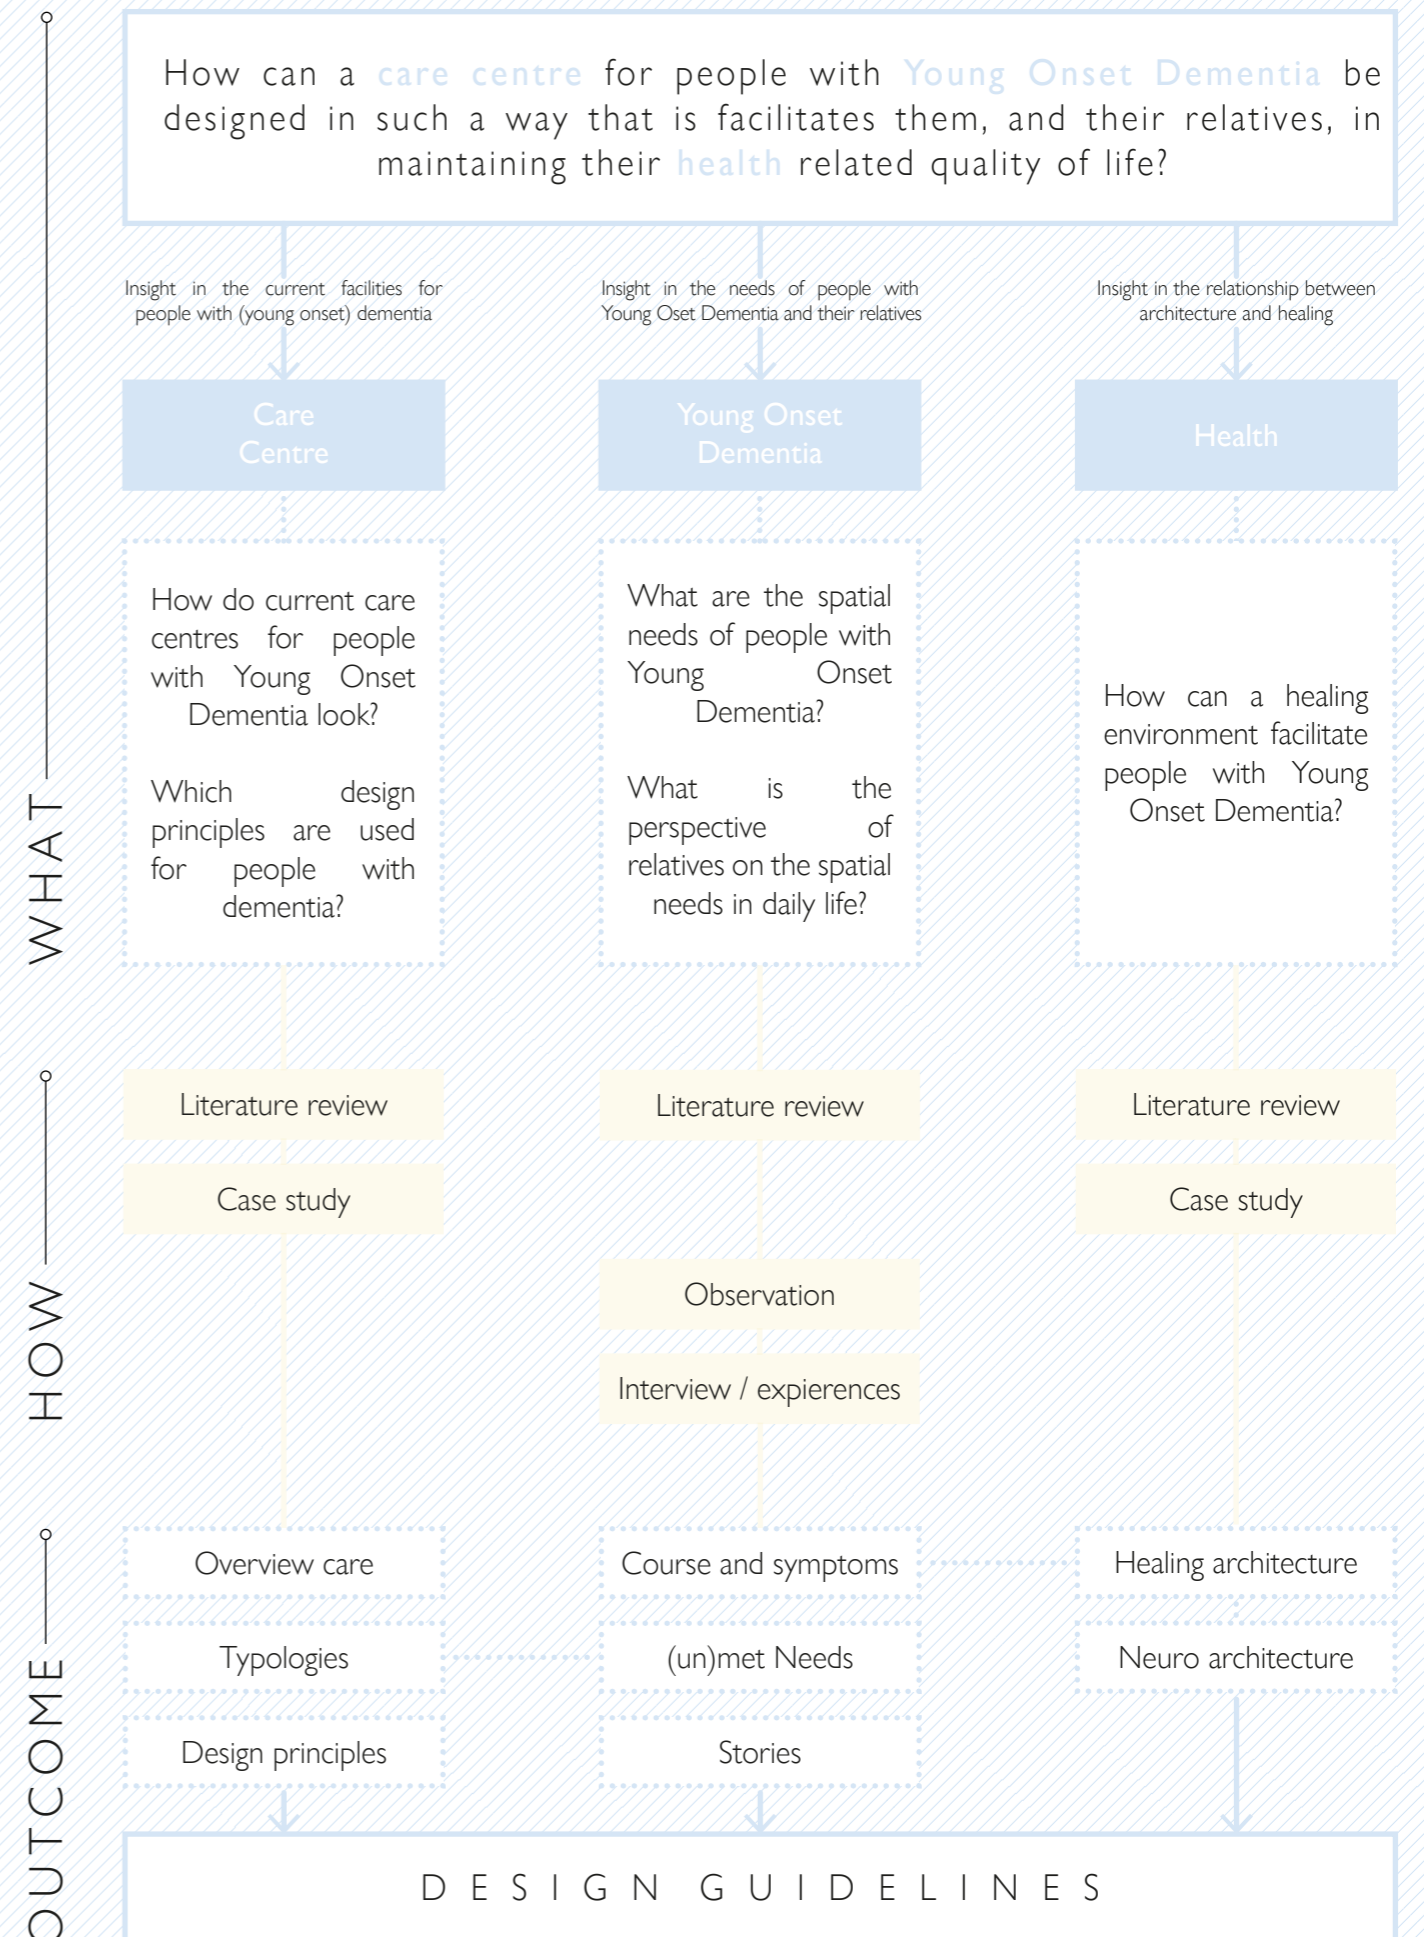 How can a care centre for people with Young Onset Dementia be
designed in such a way that is facilitates them, and their relatives, in
maintaining their health related quality of life?
WHAT
Insight in the current facilities for
people with (young onset) dementia
Care
Centre
How do current care
centres for people
with Young Onset
Dementia look?
Which design
principles are used
for people with
dementia?
Insight in the needs of people with
Young Oset Dementia and their relatives
Young Onset
Dementia
What are the spatial
needs of people with
Young Onset
Dementia?
What is the
perspective of
relatives on the spatial
needs in daily life?
Insight in the relationship between
architecture and healing
Health
How can a healing
environment facilitate
people with Young
Onset Dementia?
HOW
Literature review
Case study
Literature review
Observation
Interview / expierences
Literature review
Case study
OUTCOME
Overview care
Typologies
Design principles
Course and symptoms
(un)met Needs
Stories
Healing architecture
Neuro architecture
DESIGN GUIDELINES